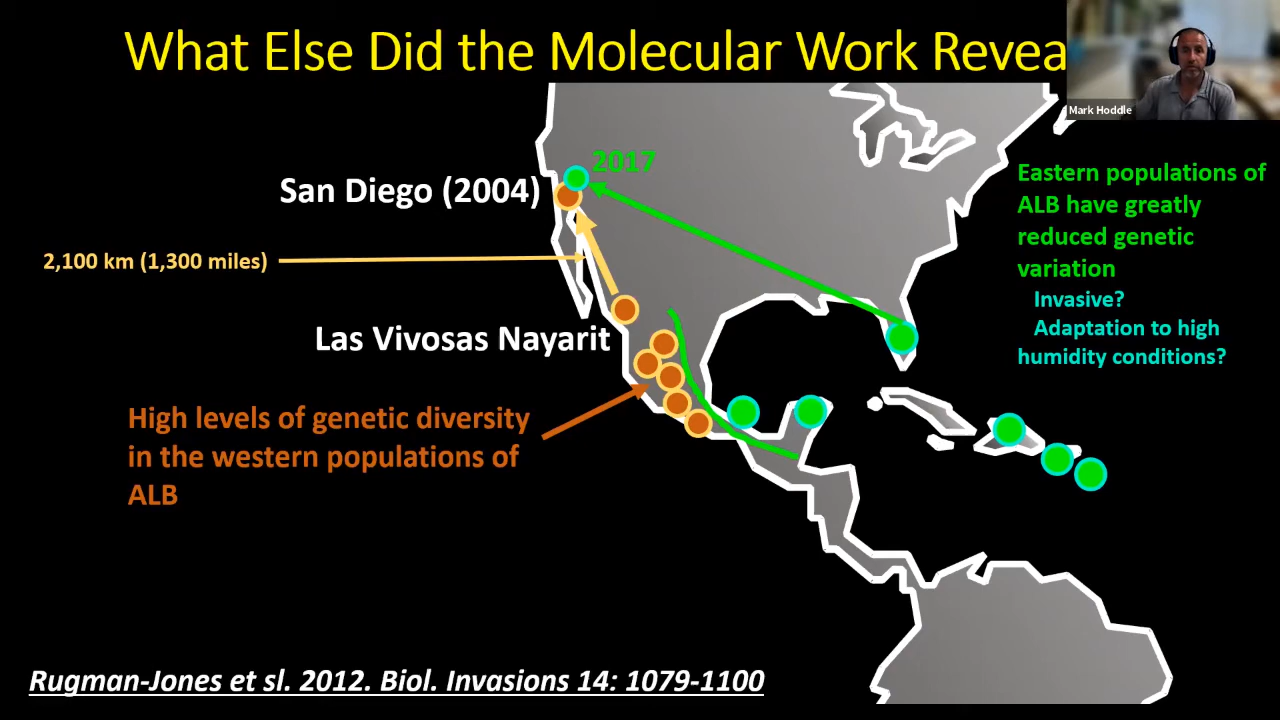 What Else Did the Molecular Work Revea
Mark Hoddle
2017
San Diego (2004)
Eastern populations of
ALB have greatly
reduced genetic
variation
Invasive?
Adaptation to high
humidity conditions?
2,100 km (1,300 miles)
Las Vivosas Nayarit
High levels of genetic diversity
in the western populations of
ALB
Rugman-Jones et sl. 2012. Biol. Invasions 14: 1079-1100